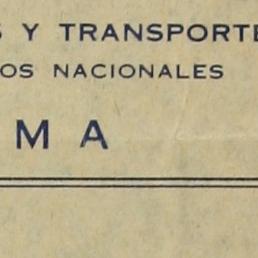 S Y TRANSPORTE
OS NACIONALES
M A